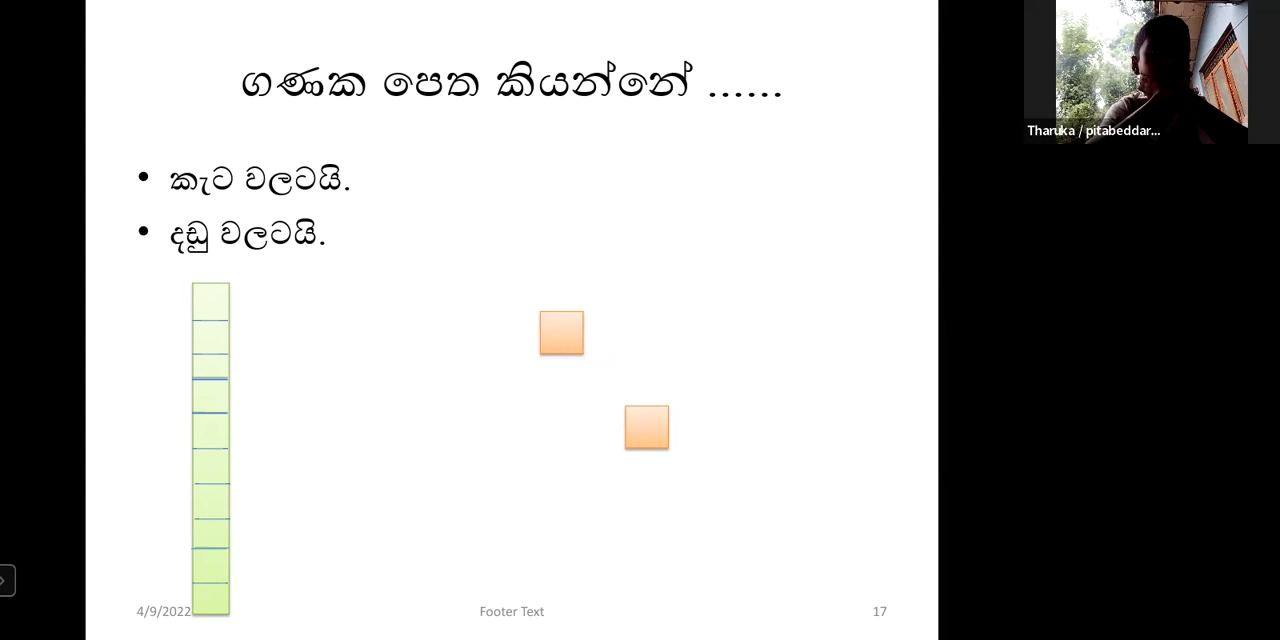 ගණක පෙත කියන්නේ ......
• කැට වලටයි.
• දඬු වලටයි.
4/9/2022
Footer Text
17
Tharuka / pitabeddar...